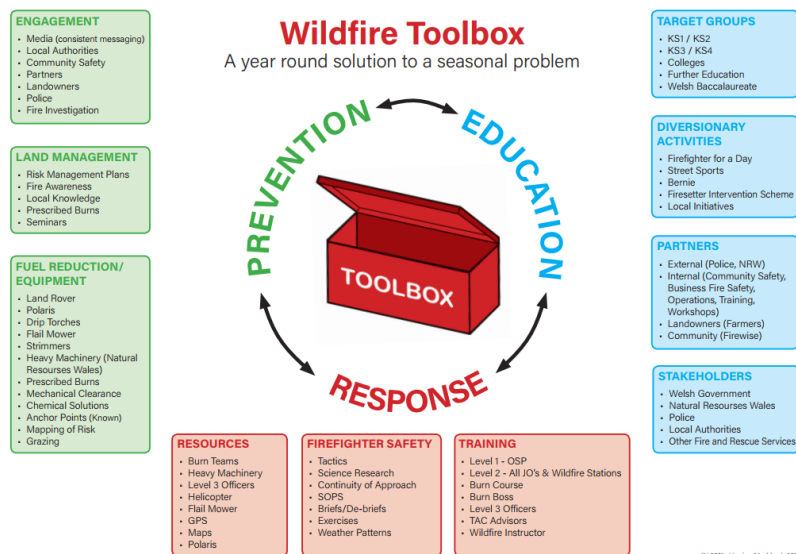 Wildfire Toolbox
A year round solution to a seasonal problem
ENGAGEMENT
• Media (consistent messaging)
• Local Authorities
• Community Safety
• Partners
• Landowners
• Police
• Fire Investigation
LAND MANAGEMENT
• Risk Management Plans
• Fire Awareness
• Local Knowledge
• Prescribed Burns
• Seminars
FUEL REDUCTION/
EQUIPMENT
• Land Rover
• Polaris
• Drip Torches
• Flail Mower
• Strimmers
• Heavy Machinery (Natural
Resourses Wales)
• Prescribed Burns
• Mechanical Clearance
• Chemical Solutions
• Anchor Points (Known)
• Mapping of Risk
• Grazing
PREVENTION
EDUCATION
TOOLBOX
RESPONSE
TARGET GROUPS
• KS1 / KS2
• KS3 / KS4
• Colleges
• Further Education
• Welsh Baccalaureate
DIVERSIONARY
ACTIVITIES
• Firefighter for a Day
• Street Sports
• Bernie
• Firesetter Intervention Scheme
• Local Initiatives
PARTNERS
• External (Police, NRW)
• Internal (Community Safety,
Business Fire Safety,
Operations, Training,
Workshops)
• Landowners (Farmers)
• Community (Firewise)
STAKEHOLDERS
• Welsh Government
• Natural Resourses Wales
• Police
• Local Authorities
• Other Fire and Rescue Services
RESOURCES
• Burn Teams
• Heavy Machinery
• Level 3 Officers
• Helicopter
• Flail Mower
• GPS
• Maps
• Polaris
FIREFIGHTER SAFETY
• Tactics
• Science Research
• Continuity of Approach
• SOPS
• Briefs/De-briefs
• Exercises
• Weather Patterns
TRAINING
• Level 1 - OSP
• Level 2 - All JO's & Wildfire Stations
• Burn Course
• Burn Boss
• Level 3 Officers
• TAC Advisors
• Wildfire Instructor